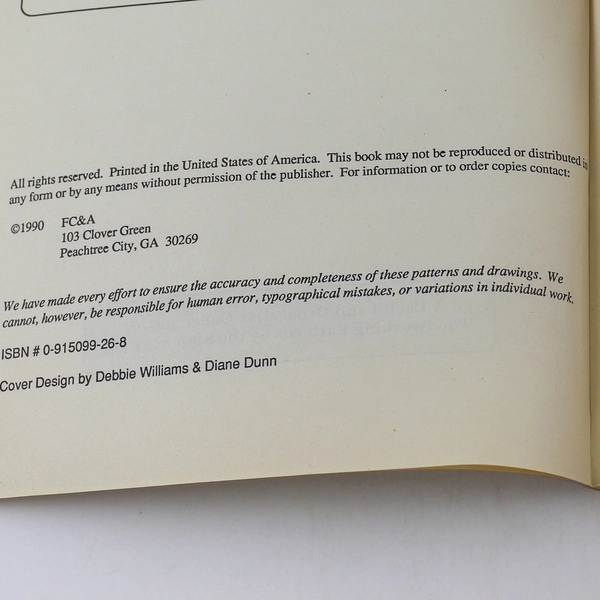 All rights reserved. Printed in the United States of America. This book may not be reproduced or distributed in
any form or by any means without permission of the publisher. For information or to order copies contact:
©1990 FC&A
103 Clover Green
Peachtree City, GA 30269
We have made every effort to ensure the accuracy and completeness of these patterns and drawings. We
cannot, however, be responsible for human error, typographical mistakes, or variations in individual work.
ISBN # 0-915099-26-8
Cover Design by Debbie Williams & Diane Dunn